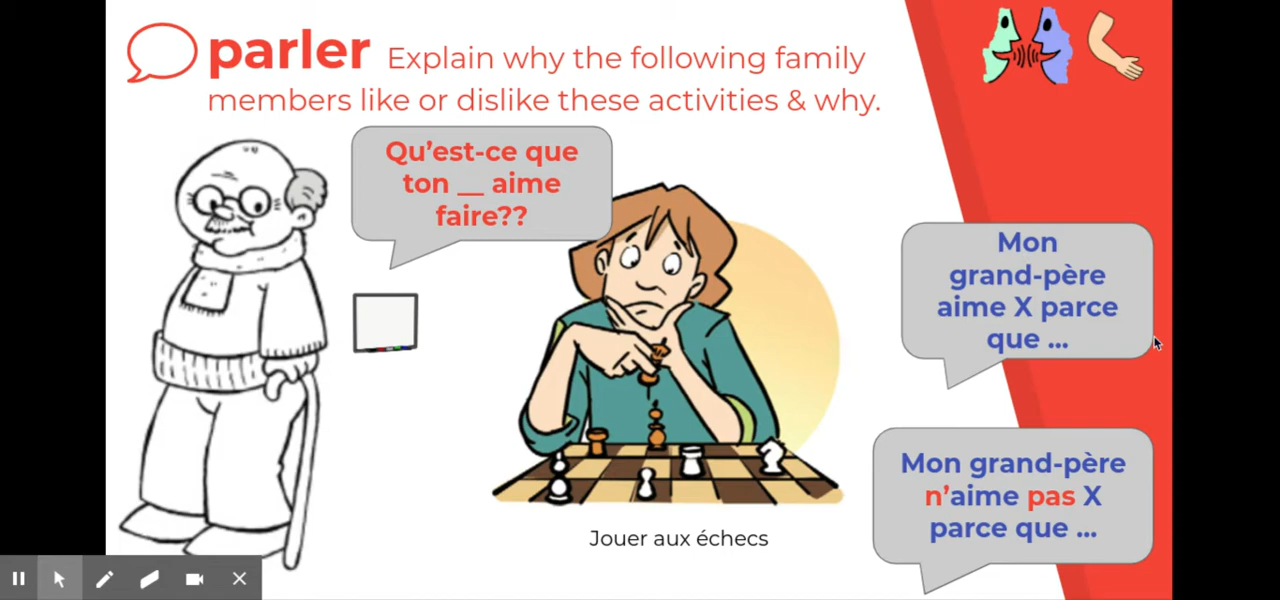 parler Explain why the following family
members like or dislike these activities & why.
Qu’est-ce que
ton __ aime
faire??
Mon
grand-père
aime X parce
que ...
Mon grand-père
n’aime pas X
parce que ...
Jouer aux échecs